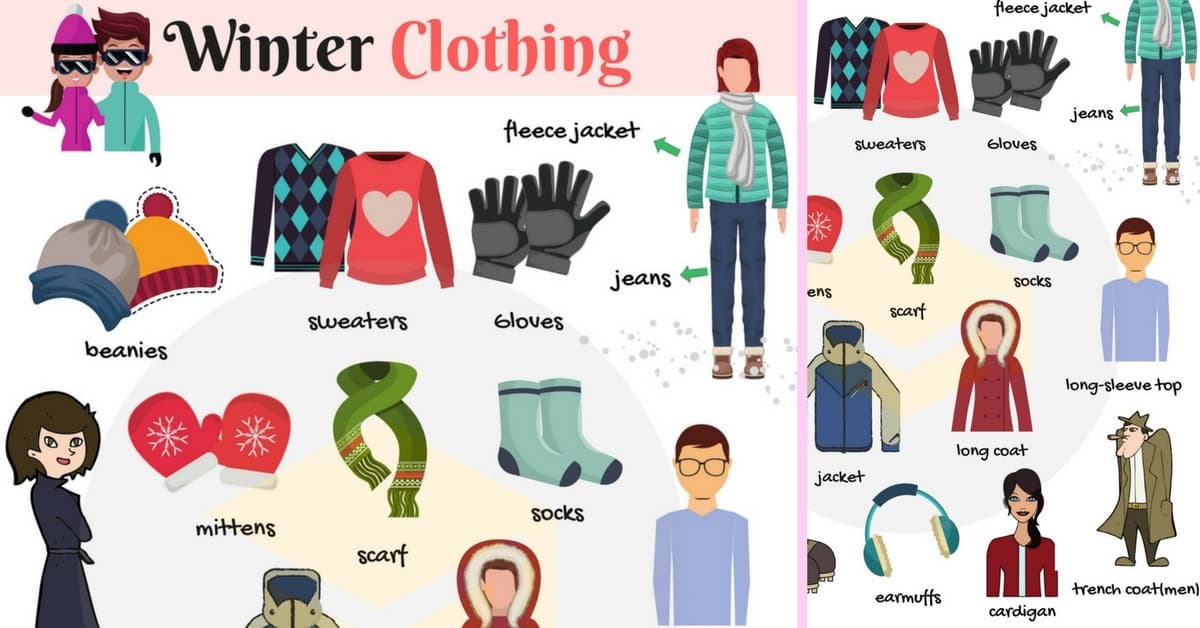 Winter Clothing
fleece jacket
jeans
sweaters
Gloves
beanies
mittens
scarf
socks
fleece jacket
jeans
sweaters
Gloves
ens
scarf
socks
long-sleeve top
jacket
long coat
earmuffs
cardigan
trench coat(men)